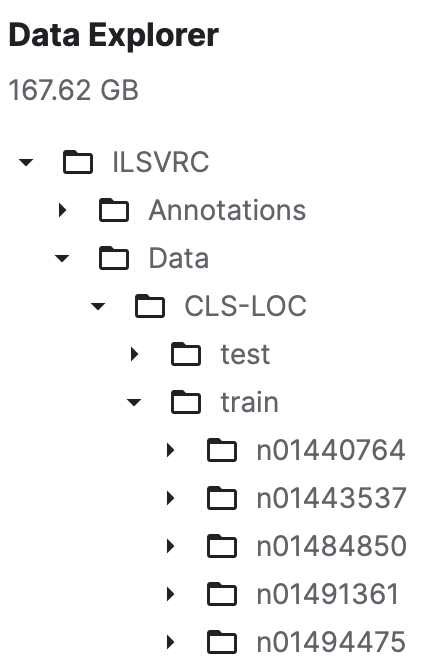 Data Explorer
167.62 GB
ILSVRC
Annotations
Data
CLS-LOC
test
train
n01440764
n01443537
n01484850
n01491361
n01494475